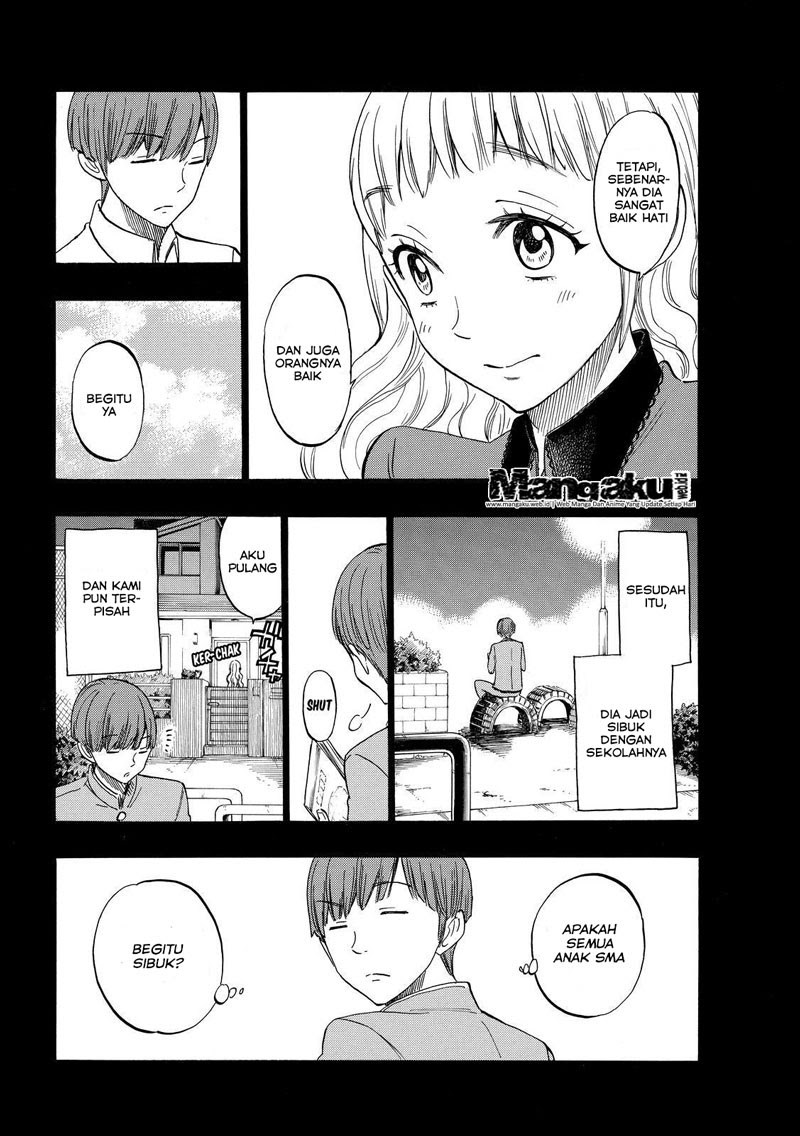 TETAPI,
SEBENAR-
NYA DIA
SANGAT
BAIK HATI
DAN JUGA
ORANGNYA
BAIK
BEGITU
YA
Mangaku
www.mangaku.web.id | Web Manga Dan Anime Yang Update Setiap Hari
SESUDAH
ITU,
DIA JADI
SIBUK
DENGAN
SEKOLAHNYA
SHUT
AKU
PULANG
KER-CHAK
DAN KAMI
PUN TER-
PISAH
APAKAH
SEMUA
ANAK SMA
BEGITU
SIBUK?